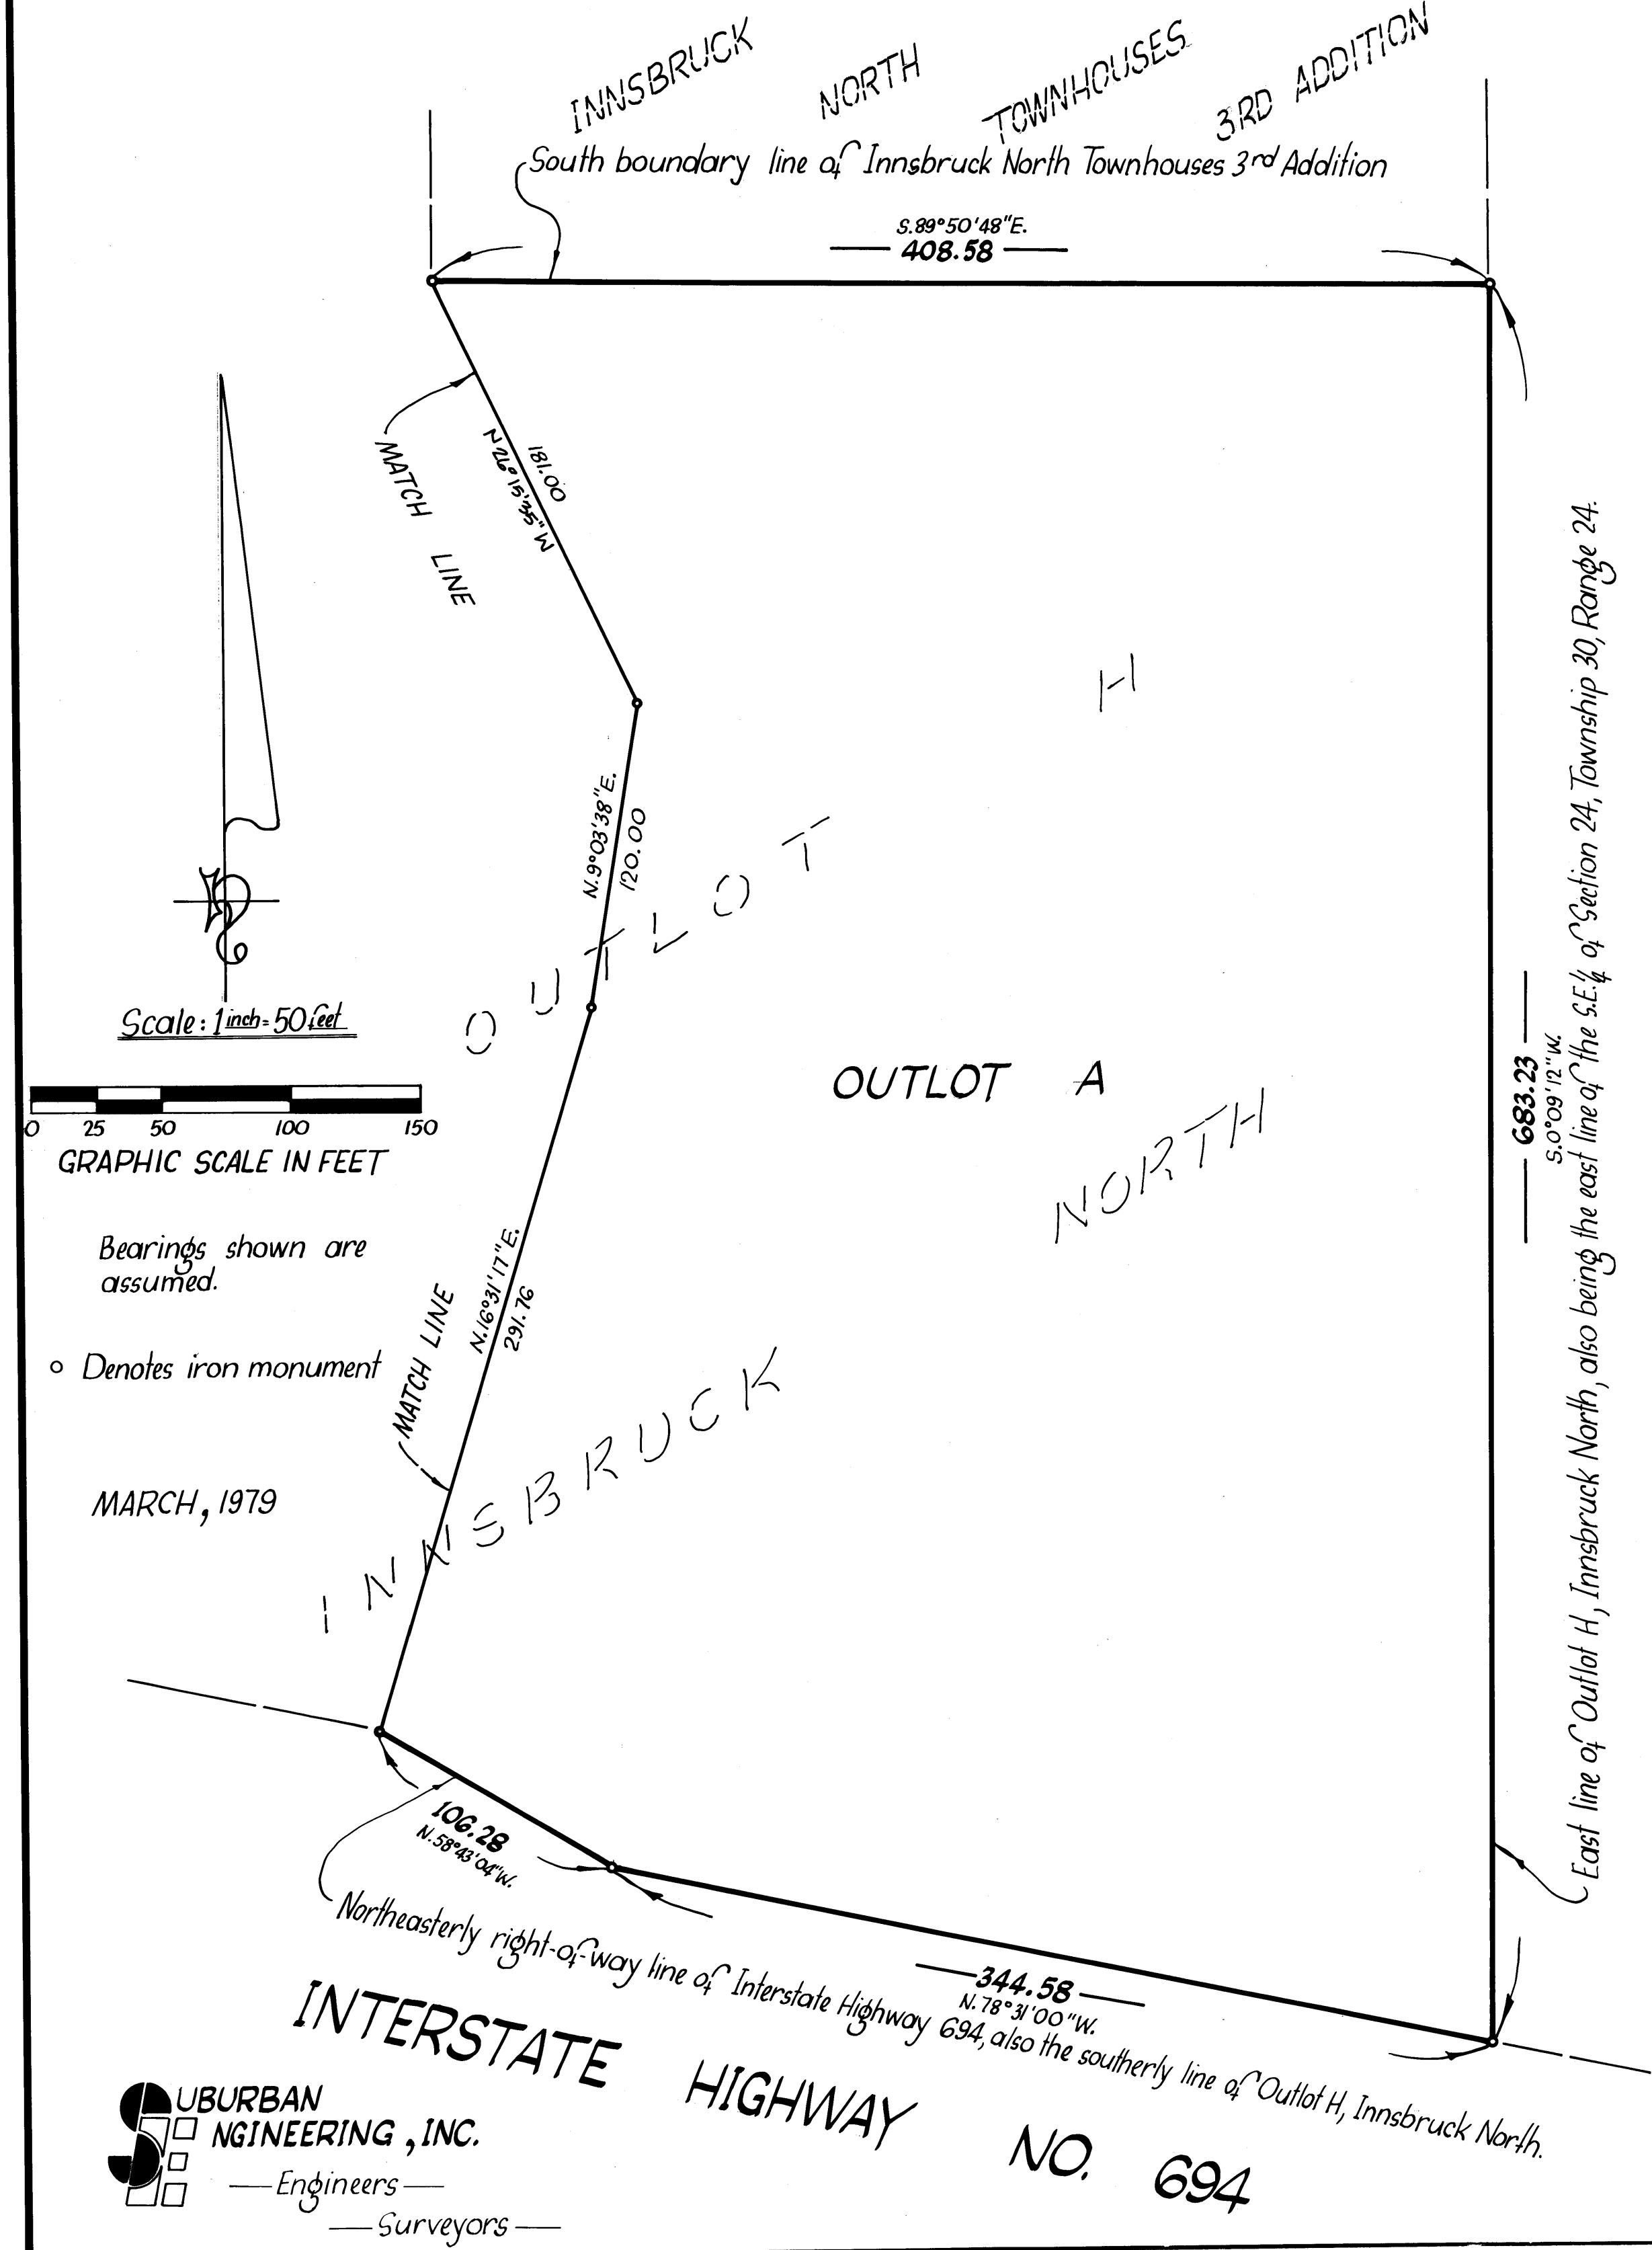 INNSBRUCK NORTH TOWNHOUSES 3RD ADDITION
South boundary line of Innsbruck North Townhouses 3rd Addition
S.89°50'48"E.
408.58
MATCH LINE
181.00
N26°15'35"W
H
N.9°03'38"E.
120.00
OUTLOT
Scale: 1 inch = 50 feet
0 25 50 100 150
GRAPHIC SCALE IN FEET
OUTLOT A
NORTH
683.23
S.0°09'12"W.
East line of Outlot H, Innsbruck North, also being the east line of the S.E.¼ of Section 24, Township 30, Range 24.
Bearings shown are
assumed.
N.16°31'17"E.
291.76
MATCH LINE
Denotes iron monument
INNSBRUCK
MARCH, 1979
106.28
N.58°43'04"W.
344.58
N.78°31'00"W.
Northeasterly right-of-way line of Interstate Highway 694, also the southerly line of Outlot H, Innsbruck North.
INTERSTATE HIGHWAY NO. 694
SUBURBAN
ENGINEERING, INC.
Engineers
Surveyors